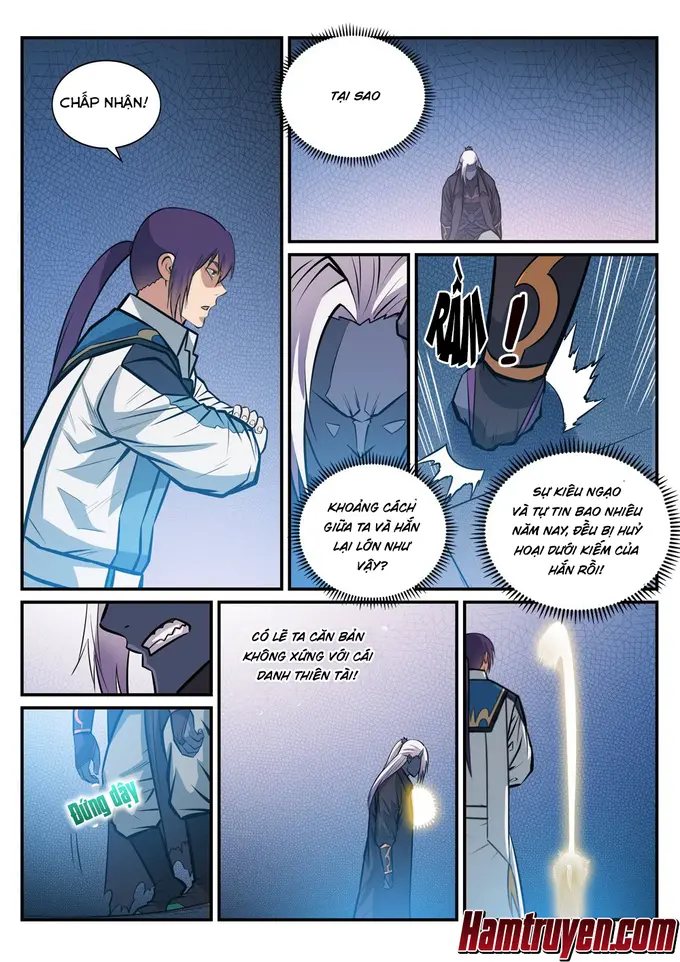 CHẤP NHẬN!
TẠI SAO
RẦM !
KHOẢNG CÁCH
GIỮA TA VÀ HẮN
LẠI LỚN NHƯ
VẬY?
SỰ KIÊU NGẠO
VÀ TỰ TIN BAO NHIÊU
NĂM NAY, ĐỀU BỊ HUỶ
HOẠI DƯỚI KIẾM CỦA
HẮN RỒI!
CÓ LẼ TA CĂN BẢN
KHÔNG XỨNG VỚI CÁI
DANH THIÊN TÀI!
Đứng dậy
Hamtruyen.com